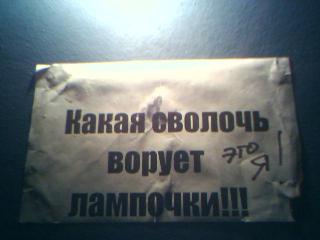 Какая сволочь
ворует
лампочки!!!
это
я!